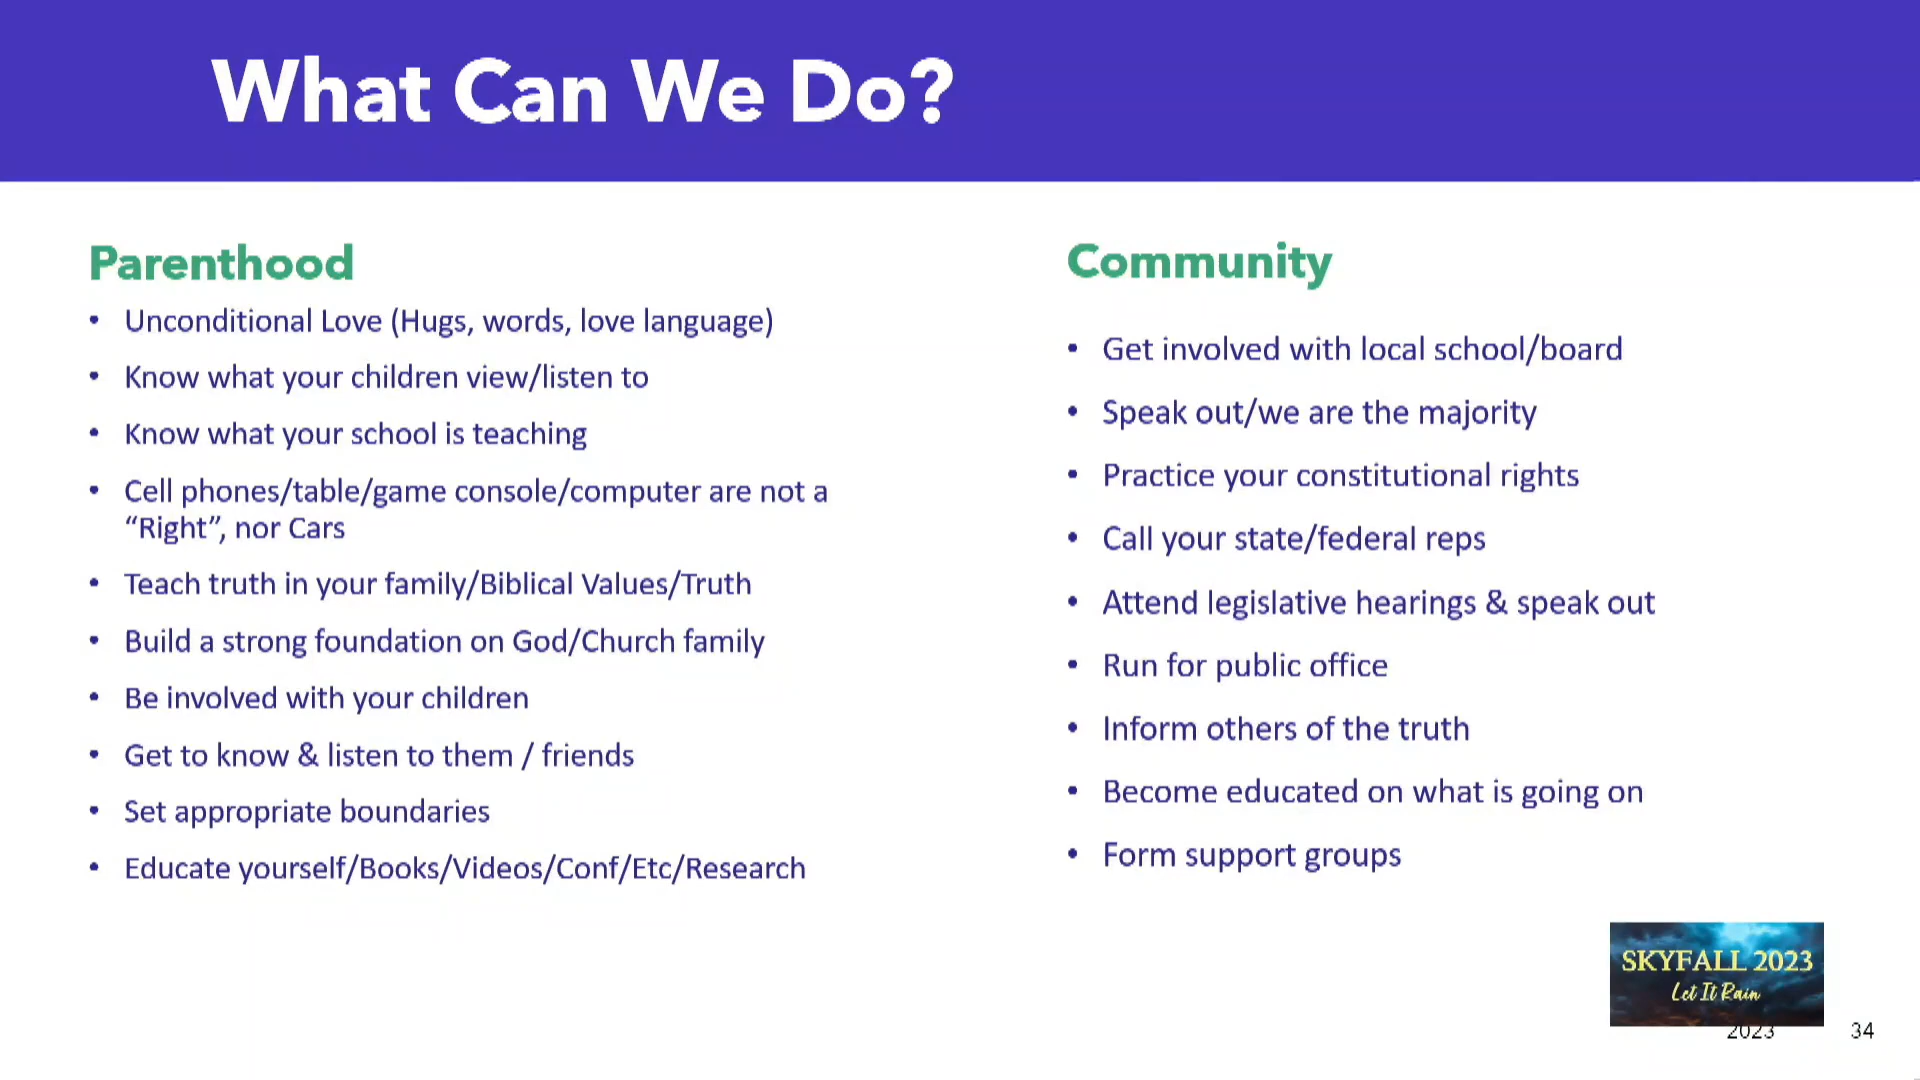 What Can We Do?
Parenthood
• Unconditional Love (Hugs, words, love language)
• Know what your children view/listen to
• Know what your school is teaching
• Cell phones/table/game console/computer are not a
“Right”, nor Cars
• Teach truth in your family/Biblical Values/Truth
• Build a strong foundation on God/Church family
• Be involved with your children
• Get to know & listen to them / friends
• Set appropriate boundaries
• Educate yourself/Books/Videos/Conf/Etc/Research
Community
• Get involved with local school/board
• Speak out/we are the majority
• Practice your constitutional rights
• Call your state/federal reps
• Attend legislative hearings & speak out
• Run for public office
• Inform others of the truth
• Become educated on what is going on
• Form support groups
SKYFALL 2023
Let It Rain
2023
34